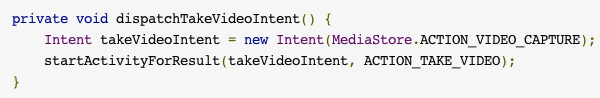 private void dispatchTakeVideoIntent() {
    Intent takeVideoIntent = new Intent(MediaStore.ACTION_VIDEO_CAPTURE);
    startActivityForResult(takeVideoIntent, ACTION_TAKE_VIDEO);
}